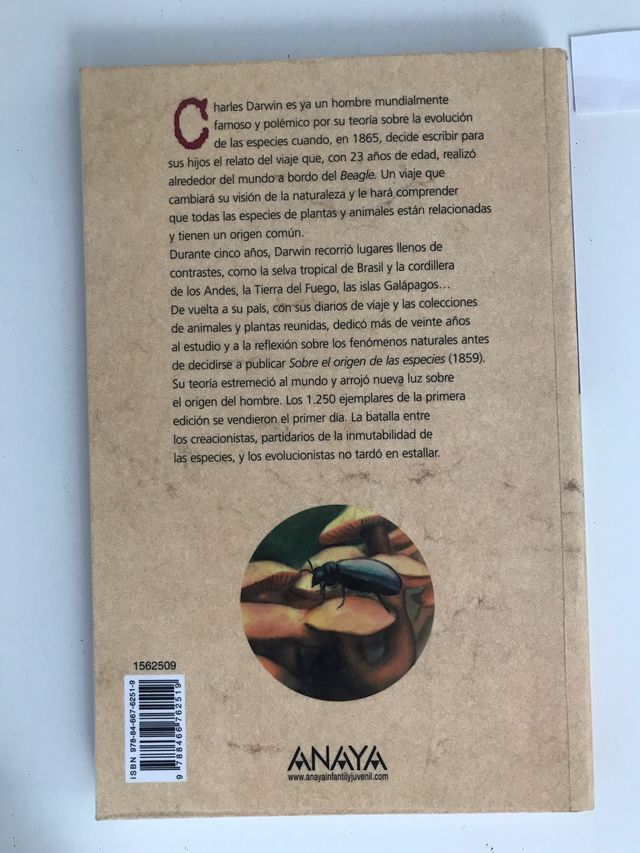 Charles Darwin es ya un hombre mundialmente
famoso y polémico por su teoría sobre la evolución
de las especies cuando, en 1865, decide escribir para
sus hijos el relato del viaje que, con 23 años de edad, realizó
alrededor del mundo a bordo del Beagle. Un viaje que
cambiará su visión de la naturaleza y le hará comprender
que todas las especies de plantas y animales están relacionadas
y tienen un origen común.
Durante cinco años, Darwin recorrió lugares llenos de
contrastes, como la selva tropical de Brasil y la cordillera
de los Andes, la Tierra del Fuego, las islas Galápagos...
De vuelta a su país, con sus diarios de viaje y las colecciones
de animales y plantas reunidas, dedicó más de veinte años
al estudio y a la reflexión sobre los fenómenos naturales antes
de decidirse a publicar Sobre el origen de las especies (1859).
Su teoría estremeció al mundo y arrojó nueva luz sobre
el origen del hombre. Los 1.250 ejemplares de la primera
edición se vendieron el primer día. La batalla entre
los creacionistas, partidarios de la inmutabilidad de
las especies, y los evolucionistas no tardó en estallar.
1562509
ISBN 978-84-667-6251-9
9 788466 762519
ANAYA
www.anayainfantilyjuvenil.com